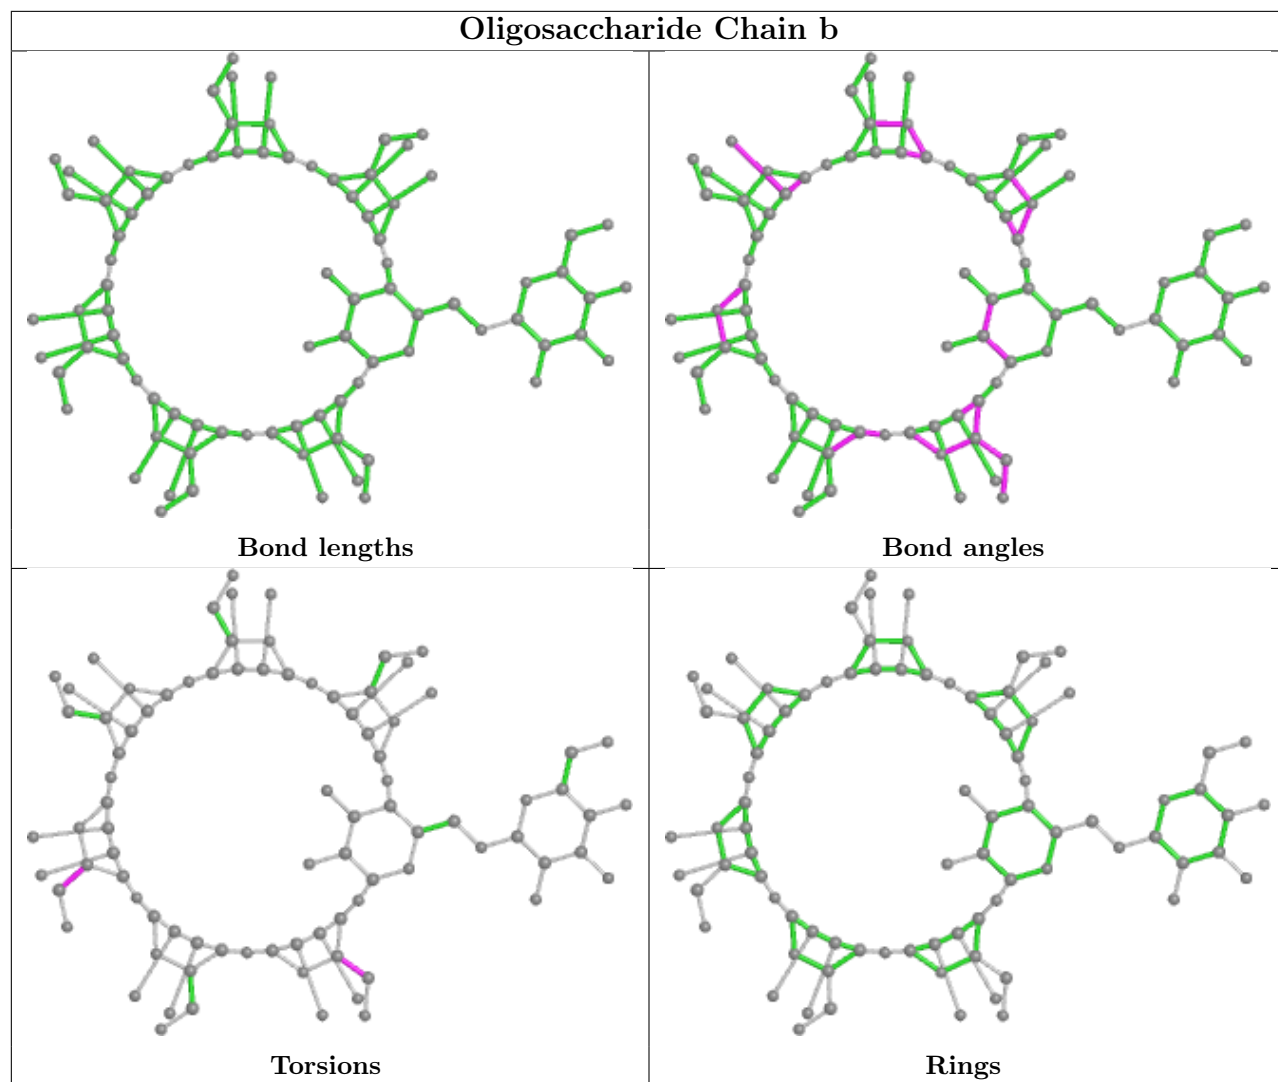 Oligosaccharide Chain b
Bond lengths
Bond angles
Torsions
Rings